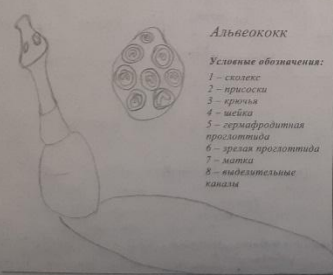 Альвеококк
Условные обозначения:
1 – сколекс
2 – присоски
3 – крючья
4 – шейка
5 – гермафродитная
проглоттида
6 – зрелая проглоттида
7 – матка
8 – выделительные
каналы